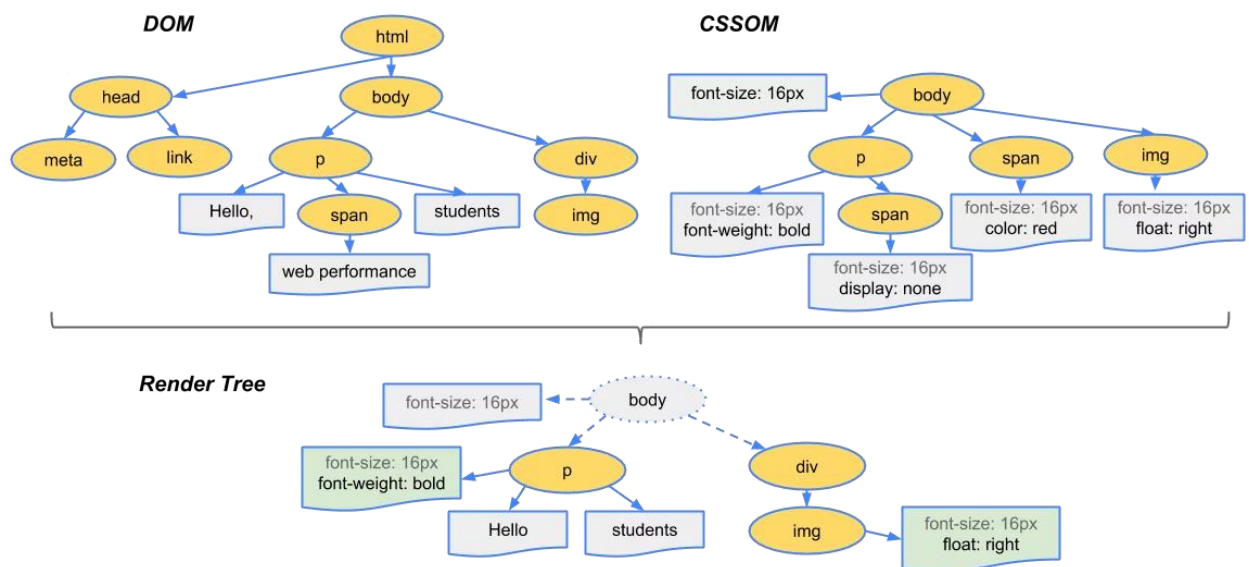 DOM
html
head
body
meta
link
p
div
Hello,
span
students
img
web performance
CSSOM
font-size: 16px
body
p
span
img
font-size: 16px
font-weight: bold
span
font-size: 16px
color: red
font-size: 16px
float: right
font-size: 16px
display: none
Render Tree
font-size: 16px
body
font-size: 16px
font-weight: bold
p
div
Hello
students
img
font-size: 16px
float: right